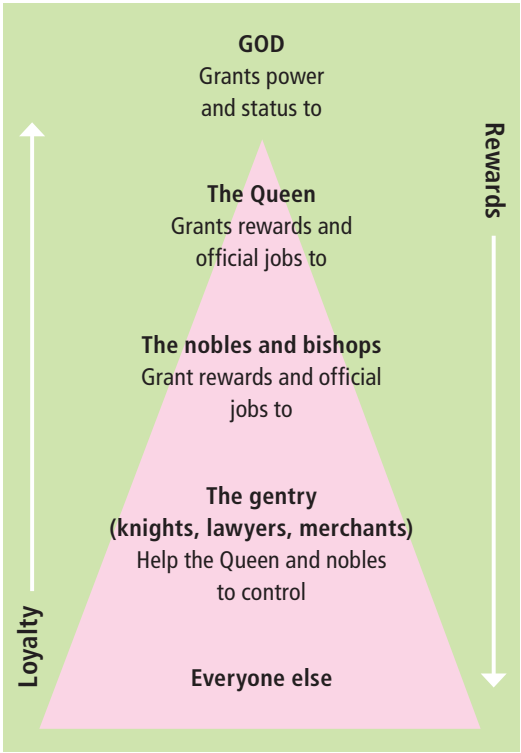 GOD
Grants power
and status to
Rewards
The Queen
Grants rewards and
official jobs to
The nobles and bishops
Grant rewards and official
jobs to
The gentry
(knights, lawyers, merchants)
Help the Queen and nobles
to control
Loyalty
Everyone else